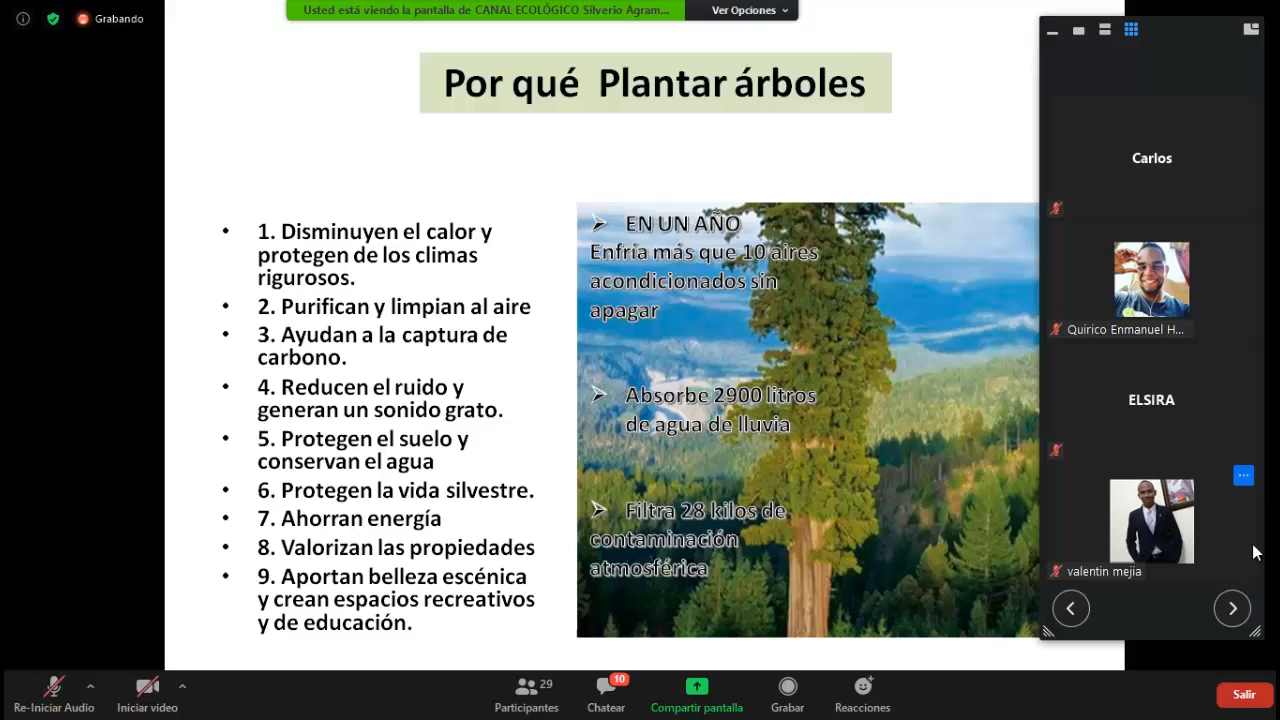 Grabando
Usted está viendo la pantalla de CANAL ECOLÓGICO Silverio Agram...
Ver Opciones
Por qué Plantar árboles
• 1. Disminuyen el calor y
protegen de los climas
rigurosos.
• 2. Purifican y limpian al aire
• 3. Ayudan a la captura de
carbono.
• 4. Reducen el ruido y
generan un sonido grato.
• 5. Protegen el suelo y
conservan el agua
• 6. Protegen la vida silvestre.
• 7. Ahorran energía
• 8. Valorizan las propiedades
• 9. Aportan belleza escénica
y crean espacios recreativos
y de educación.
➢ EN UN AÑO
Enfría más que 10 aires
acondicionados sin
apagar
➢ Absorbe 2900 litros
de agua de lluvia
➢ Filtra 28 kilos de
contaminación
atmosférica
Carlos
Quirico Enmanuel H...
ELSIRA
valentin mejia
Re-Iniciar Audio
Iniciar video
29
Participantes
10
Chatear
Compartir pantalla
Grabar
Reacciones
Salir